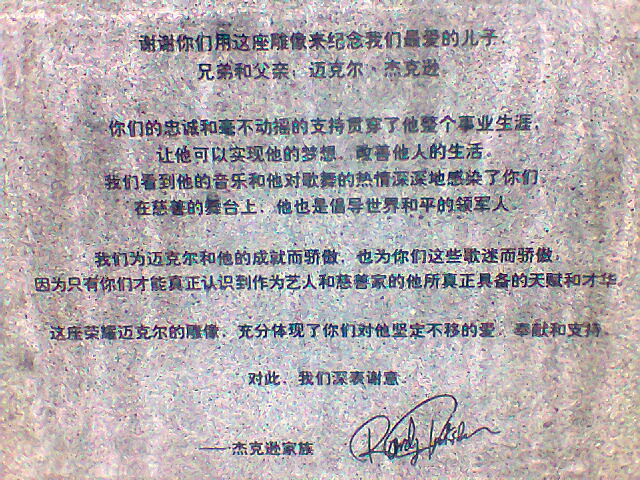 谢谢你们用这座雕像来纪念我们最爱的儿子
兄弟和父亲：迈克尔·杰克逊
你们的忠诚和毫不动摇的支持贯穿了他整个事业生涯，
让他可以实现他的梦想，改善他人的生活。
我们看到他的音乐和他对歌舞的热情深深地感染了你们
在慈善的舞台上，他也是倡导世界和平的领军人
我们为迈克尔和他的成就而骄傲，也为你们这些歌迷而骄傲，
因为只有你们才能真正认识到作为艺人和慈善家的他所真正具备的天赋和才华。
这座荣耀迈克尔的雕像，充分体现了你们对他坚定不移的爱，奉献和支持。
对此，我们深表谢意
——杰克逊家族